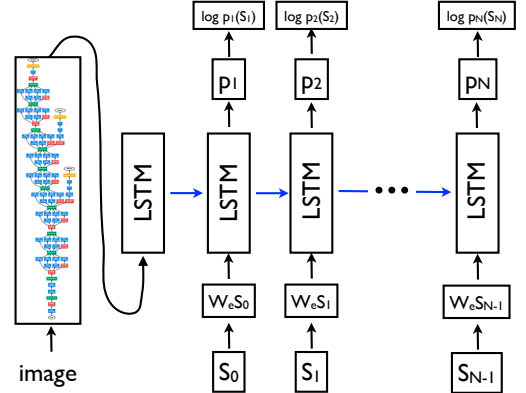 log p1(S1) log p2(S2) log pN(SN)
p1 p2 pN
LSTM LSTM LSTM LSTM
WeS0 WeS1 WeSN-1
image S0 S1 SN-1